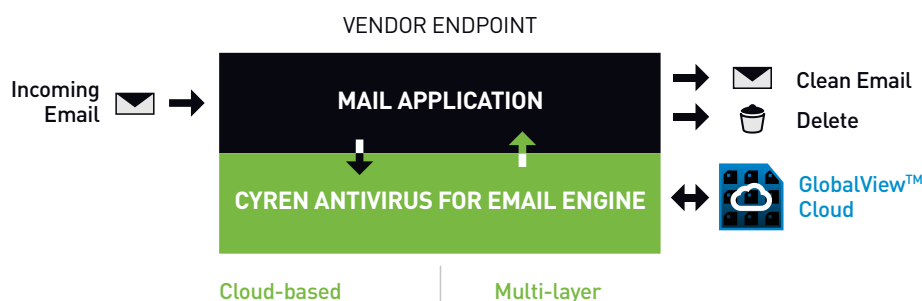 VENDOR ENDPOINT
Incoming
Email
MAIL APPLICATION
Clean Email
Delete
CYREN ANTIVIRUS FOR EMAIL ENGINE
GlobalView™
Cloud
Cloud-based
Multi-layer